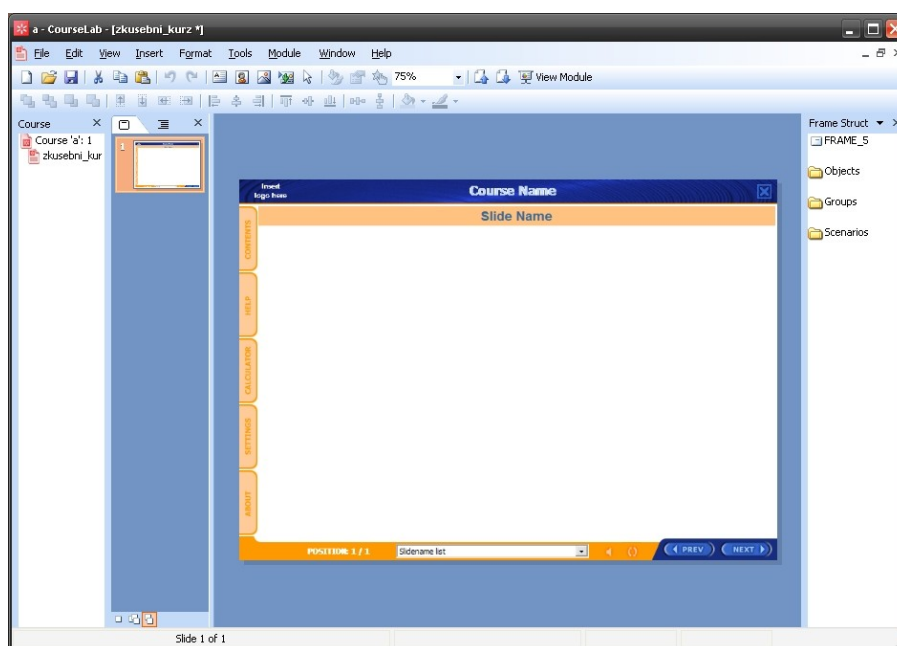 a - CourseLab - [zkusebni_kurz *]
File Edit View Insert Format Tools Module Window Help
75% View Module
Course
Frame Struct
Course 'a': 1
zkusebni_kur
1
FRAME_5
Objects
Groups
Scenarios
Insert
logo here
Course Name
Slide Name
CONTENTS
HELP
CALCULATOR
SETTINGS
ABOUT
POSITION: 1 / 1 Slidename list PREV NEXT
Slide 1 of 1